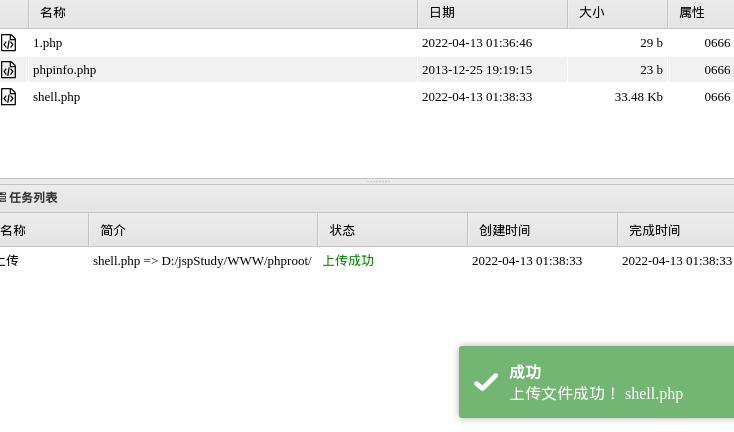 名称 日期 大小 属性
1.php 2022-04-13 01:36:46 29 b 0666
phpinfo.php 2013-12-25 19:19:15 23 b 0666
shell.php 2022-04-13 01:38:33 33.48 Kb 0666
任务列表
名称 简介 状态 创建时间 完成时间
上传 shell.php => D:/jspStudy/WWW/phproot/ 上传成功 2022-04-13 01:38:33 2022-04-13 01:38:33
成功
上传文件成功！ shell.php